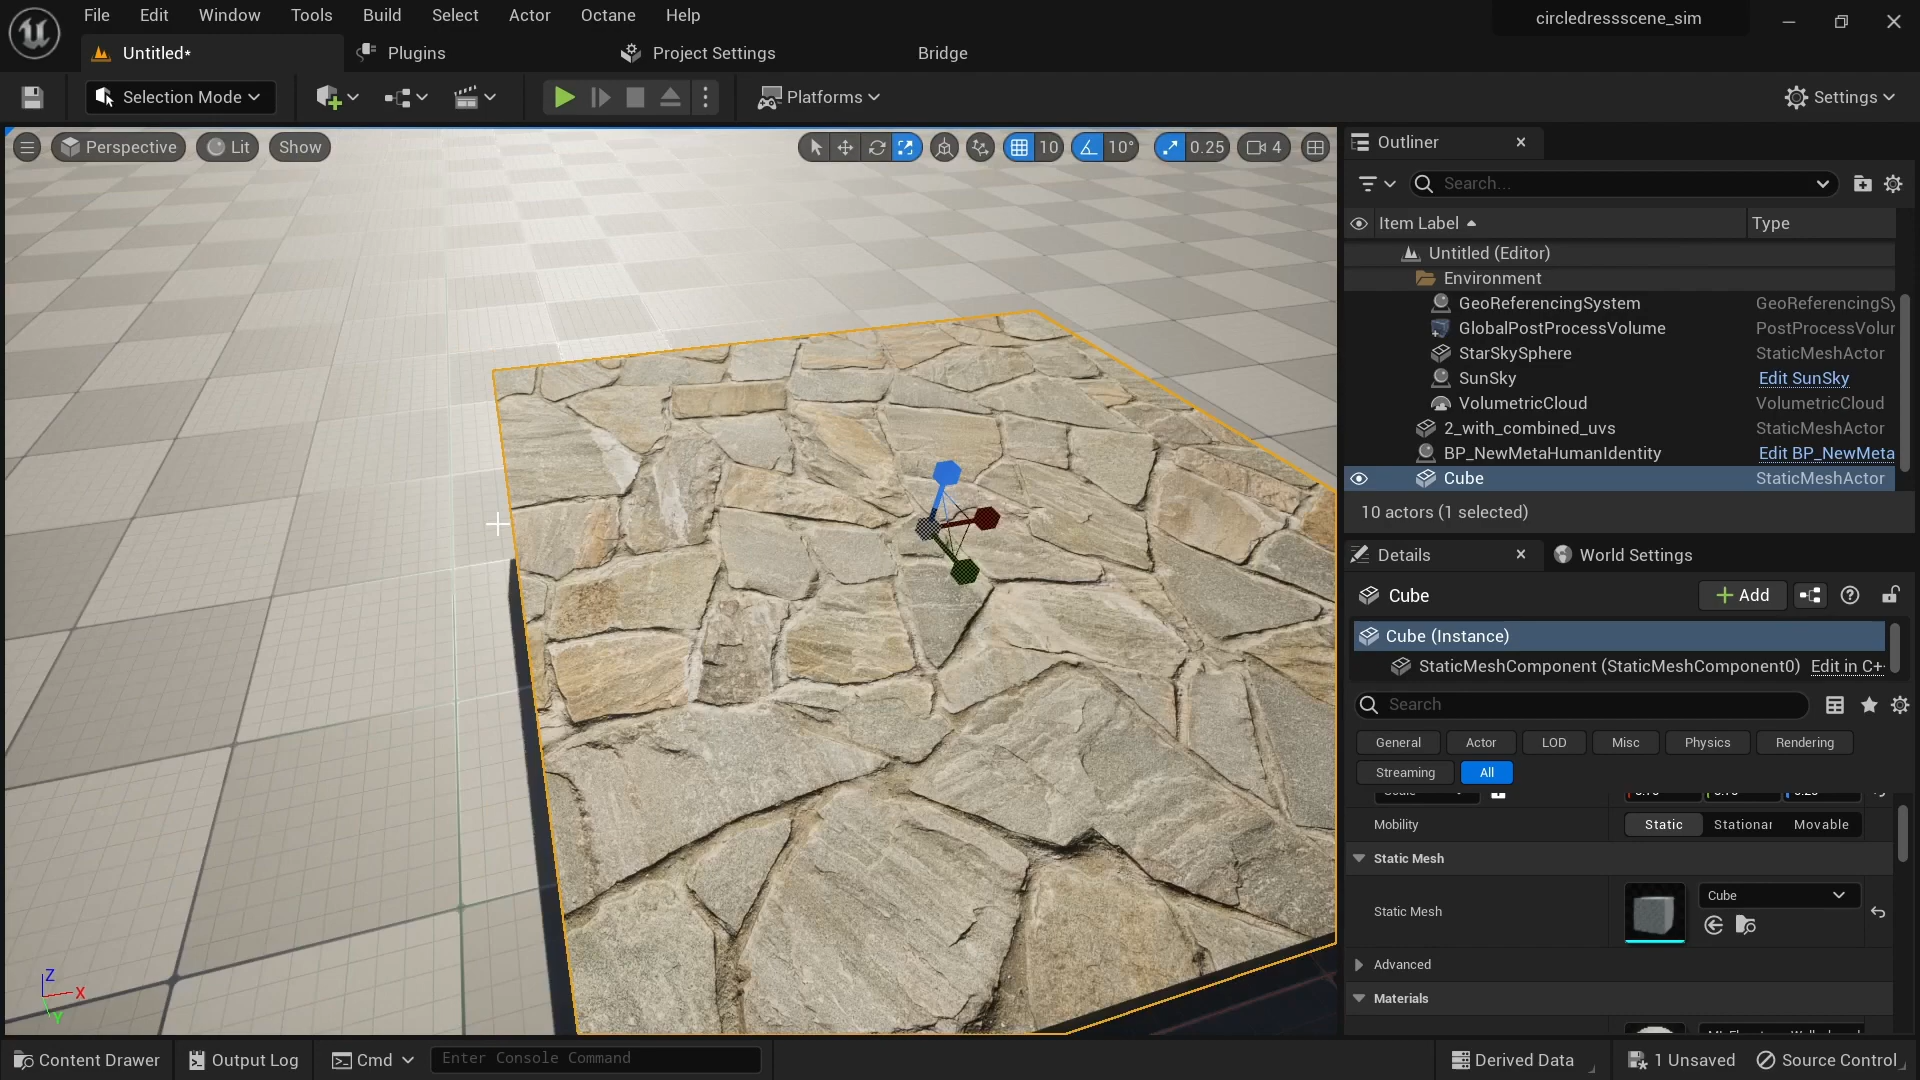 File Edit Window Tools Build Select Actor Octane Help
circledressscene_sim
Untitled* Plugins Project Settings Bridge
Selection Mode Platforms Settings
Perspective Lit Show 10 10° 0.25 4
Outliner
Search...
Item Label Type
Untitled (Editor)
Environment
GeoReferencingSystem GeoReferencingSy
GlobalPostProcessVolume PostProcessVolur
StarSkySphere StaticMeshActor
SunSky Edit SunSky
VolumetricCloud VolumetricCloud
2_with_combined_uvs StaticMeshActor
BP_NewMetaHumanIdentity Edit BP_NewMeta
Cube StaticMeshActor
10 actors (1 selected)
Details World Settings
Cube Add
Cube (Instance)
StaticMeshComponent (StaticMeshComponent0) Edit in C+
Search
General Actor LOD Misc Physics Rendering
Streaming All
Mobility Static Stationar Movable
Static Mesh
Static Mesh Cube
Advanced
Materials
Z
X
Y
Content Drawer Output Log Cmd Enter Console Command Derived Data 1 Unsaved Source Control